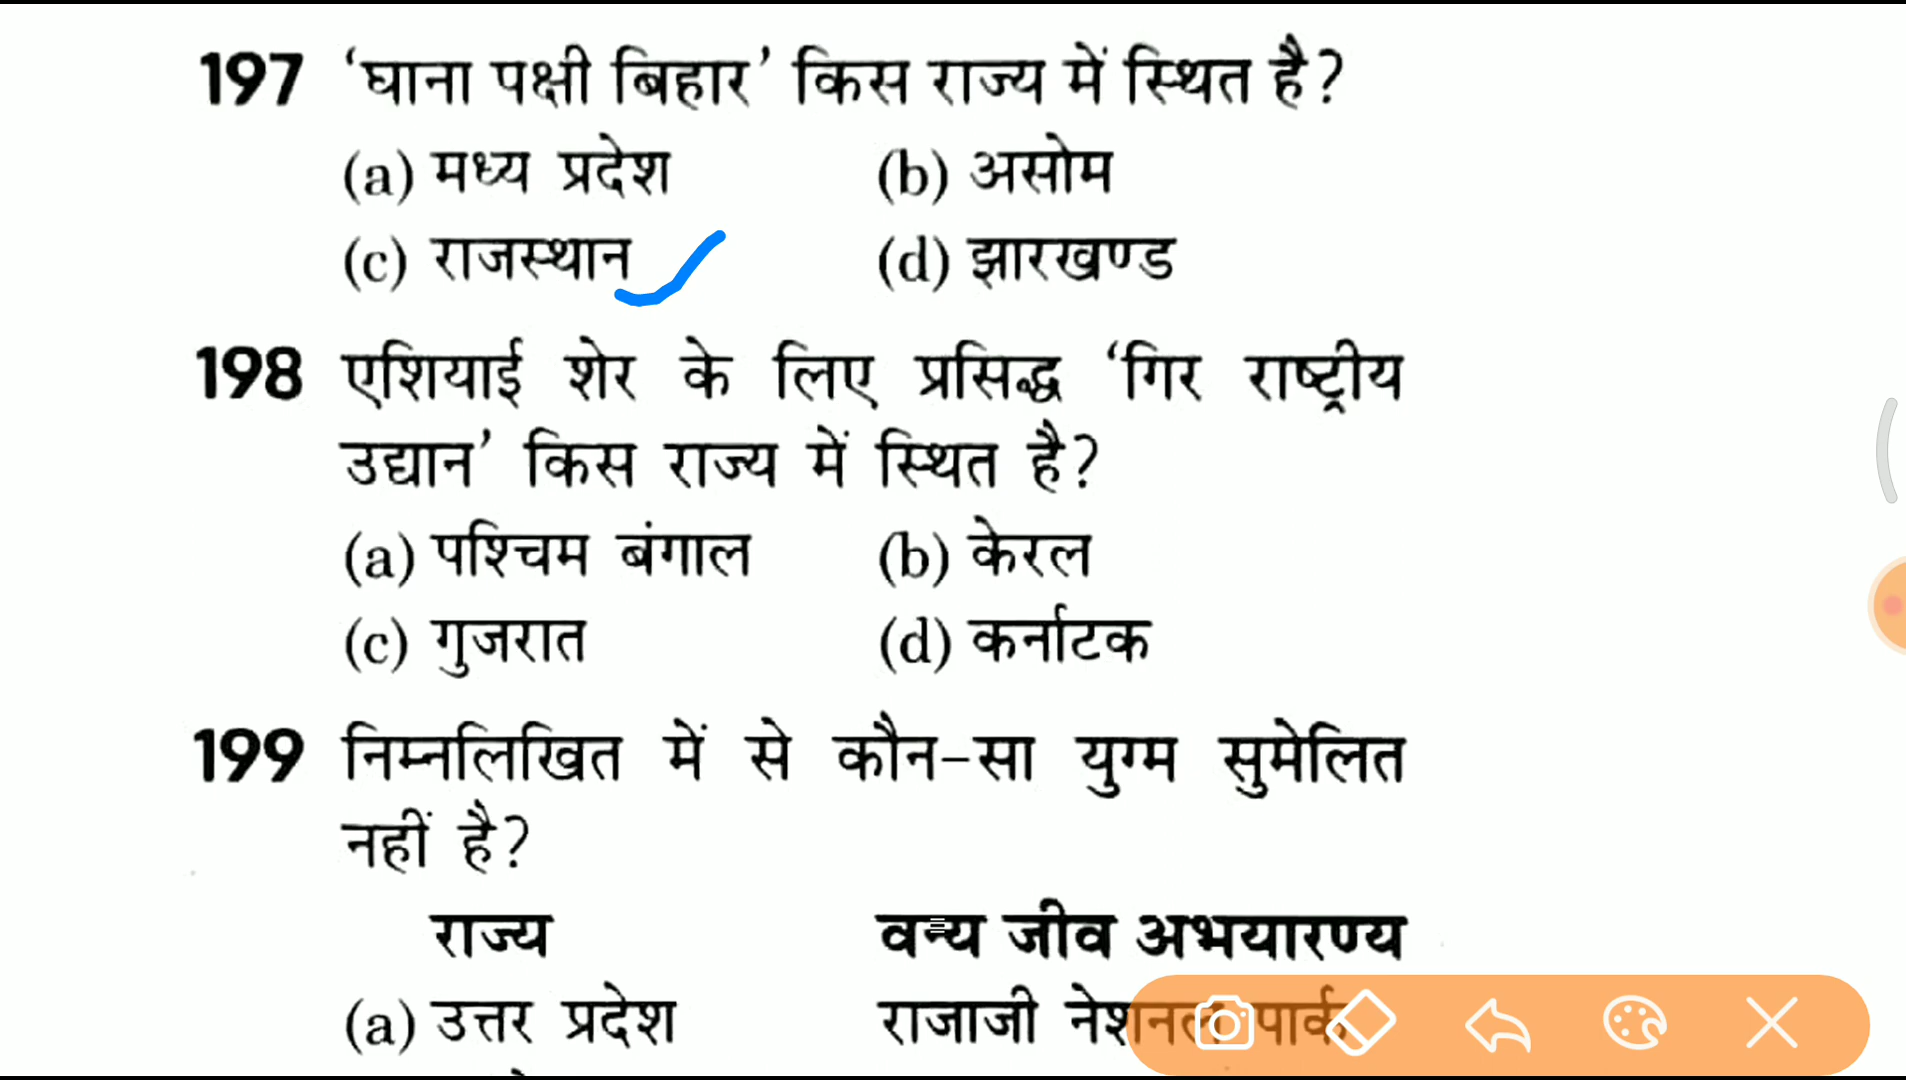 197 ‘घाना पक्षी बिहार’ किस राज्य में स्थित है?
(a) मध्य प्रदेश (b) असोम
(c) राजस्थान (d) झारखण्ड
198 एशियाई शेर के लिए प्रसिद्ध ‘गिर राष्ट्रीय
उद्यान’ किस राज्य में स्थित है?
(a) पश्चिम बंगाल (b) केरल
(c) गुजरात (d) कर्नाटक
199 निम्नलिखित में से कौन-सा युग्म सुमेलित
नहीं है?
राज्य वन्य जीव अभयारण्य
(a) उत्तर प्रदेश राजाजी नेशनल पार्क